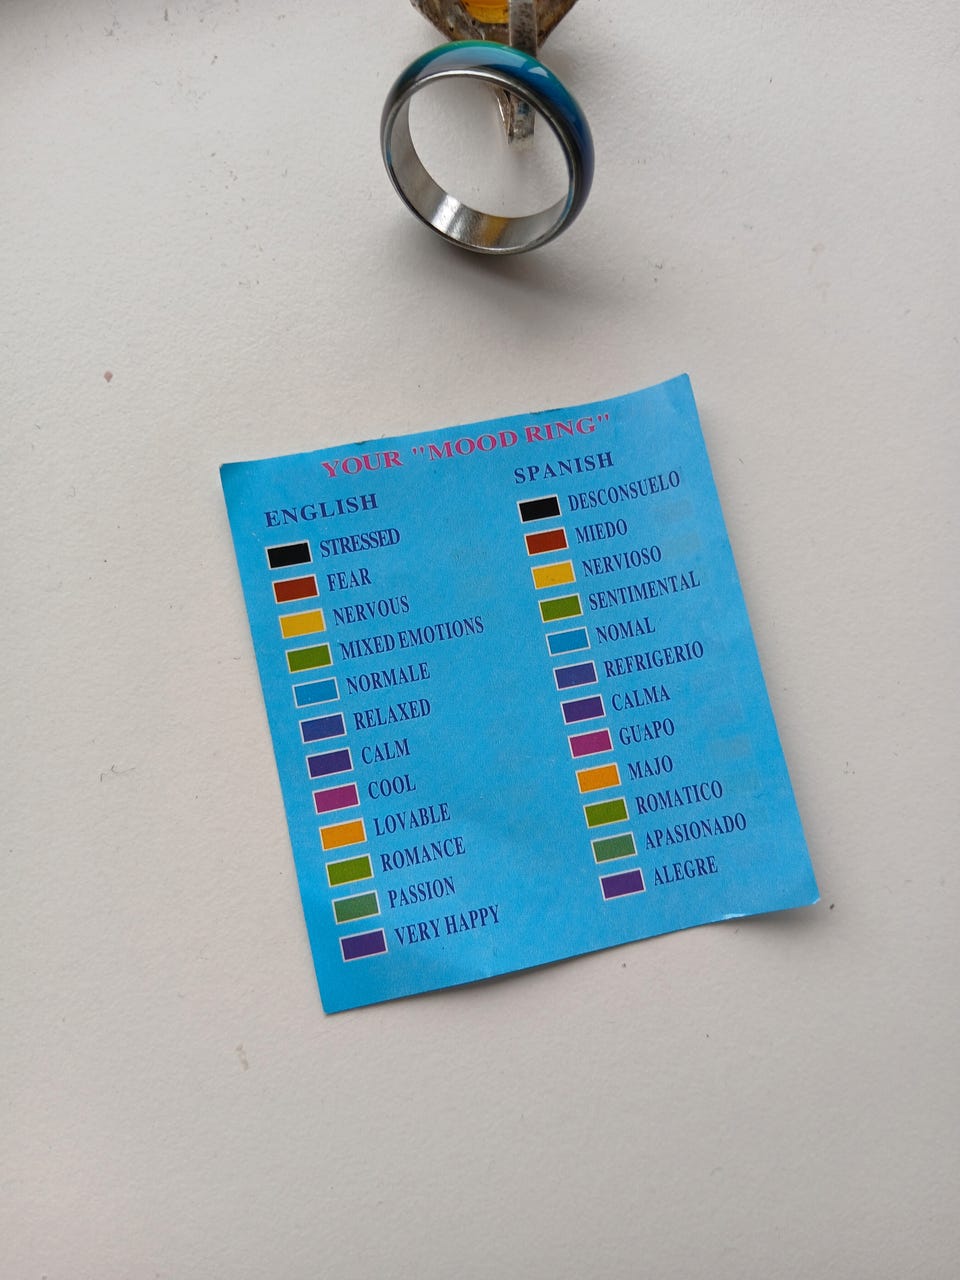 YOUR "MOOD RING"
ENGLISH
STRESSED
FEAR
NERVOUS
MIXED EMOTIONS
NORMALE
RELAXED
CALM
COOL
LOVABLE
ROMANCE
PASSION
VERY HAPPY
SPANISH
DESCONSUELO
MIEDO
NERVIOSO
SENTIMENTAL
NOMAL
REFRIGERIO
CALMA
GUAPO
MAJO
ROMATICO
APASIONADO
ALEGRE